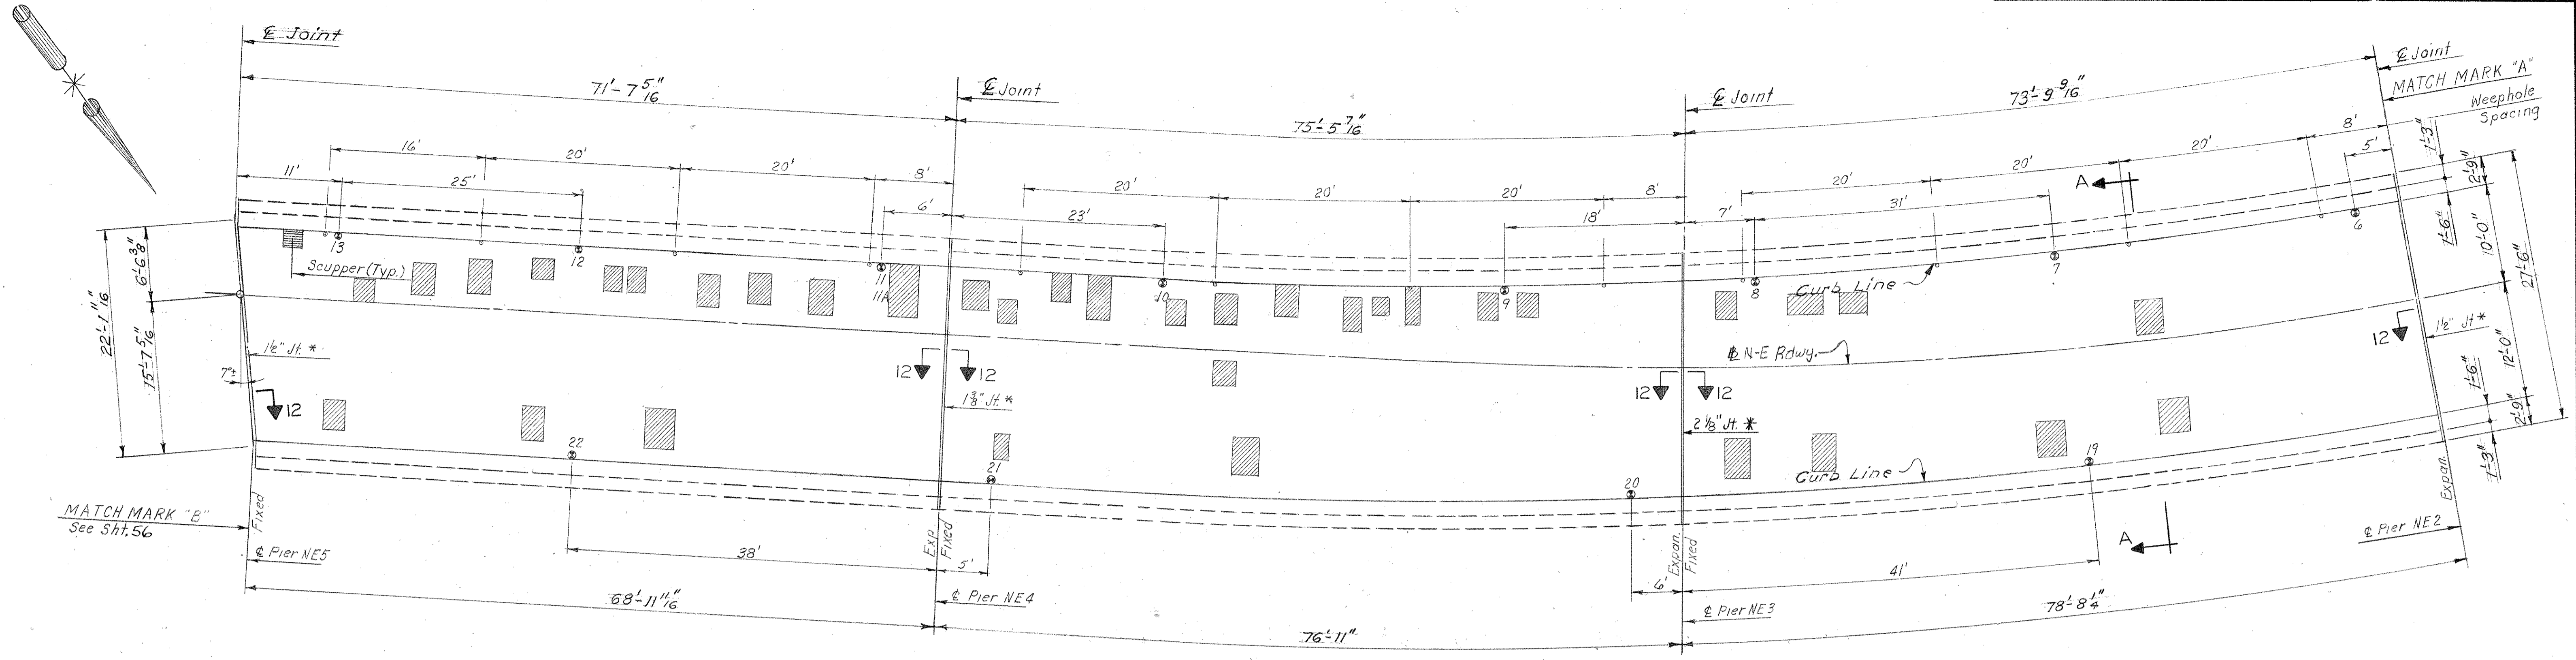 ℄ Joint
℄ Joint
℄ Joint
℄ Joint
MATCH MARK "A"
Weephole
Spacing
71'-7 5/16"
75'-5 7/16"
73'-9 9/16"
16'
20'
20'
8'
11'
25'
6'
20'
20'
20'
8'
23'
18'
7'
20'
20'
20'
8'
31'
5'
A
1'-3"
2'-9"
1'-6"
10'-0"
27'-6"
12'-0"
1'-6"
2'-9"
1'-3"
22'-1 11/16"
6'-6 3/8"
15'-7 5/16"
7°±
13
12
11
11A
10
9
8
7
6
Scupper (Typ.)
Curb Line
℄ N-E Rdwy.
1½" Jt. *
1⅜" Jt. *
2⅛" Jt. *
1½" Jt *
12
12
12
12
12
12
22
21
20
19
Curb Line
MATCH MARK "B"
See Sht. 56
Fixed
Exp.
Fixed
Expan.
Fixed
Expan.
℄ Pier NE5
℄ Pier NE4
℄ Pier NE3
℄ Pier NE2
38'
5'
6'
41'
A
68'-11 11/16"
76'-11"
78'-8 1/4"